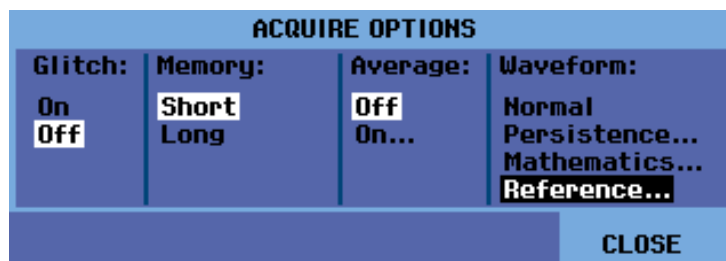 ACQUIRE OPTIONS
Glitch: Memory: Average: Waveform:
On Short Off Normal
Off Long On... Persistence...
Mathematics...
Reference...
CLOSE